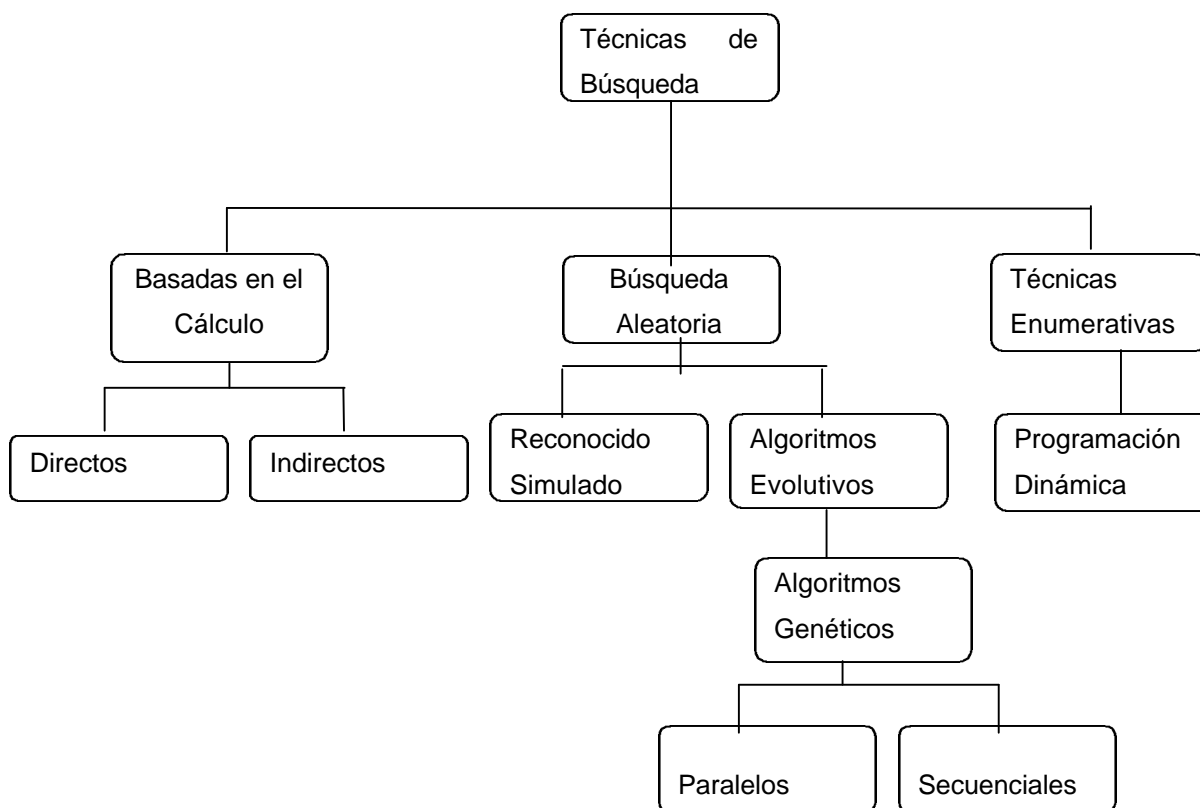 Técnicas de
Búsqueda
Basadas en el
Cálculo
Búsqueda
Aleatoria
Técnicas
Enumerativas
Directos
Indirectos
Reconocido
Simulado
Algoritmos
Evolutivos
Programación
Dinámica
Algoritmos
Genéticos
Paralelos
Secuenciales